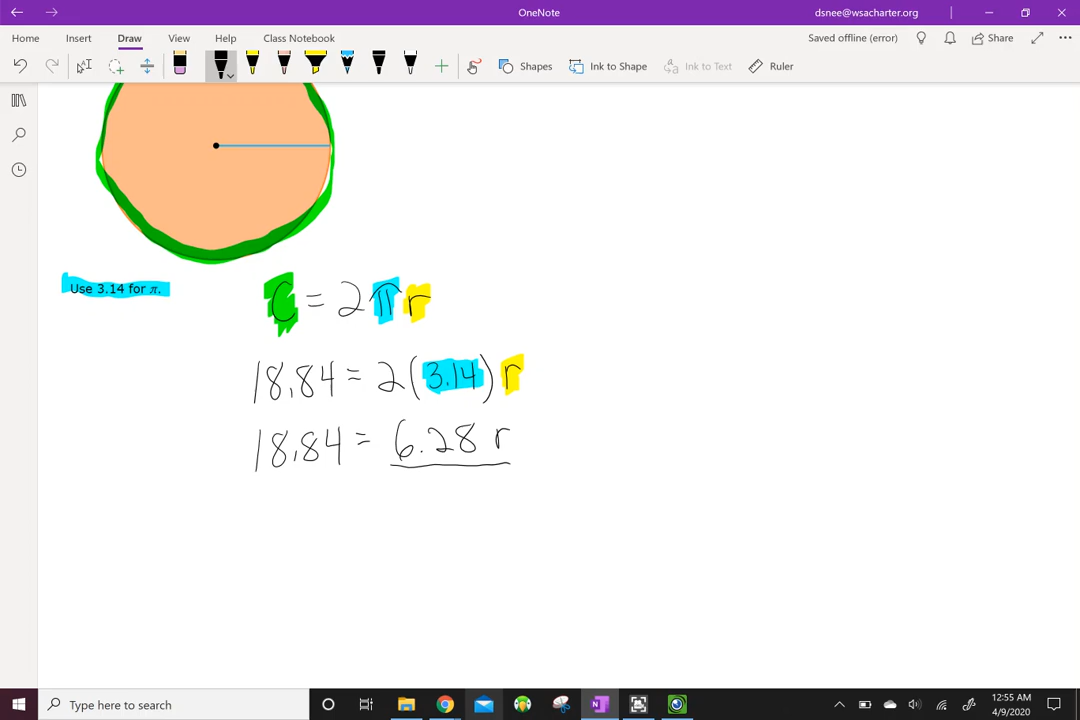 OneNote
dsnee@wsacharter.org
Home Insert Draw View Help Class Notebook
Saved offline (error) Share
Shapes Ink to Shape Ink to Text Ruler
Use 3.14 for π.
C = 2πr
18.84 = 2(3.14)r
18.84 = 6.28 r
Type here to search
12:55 AM
4/9/2020